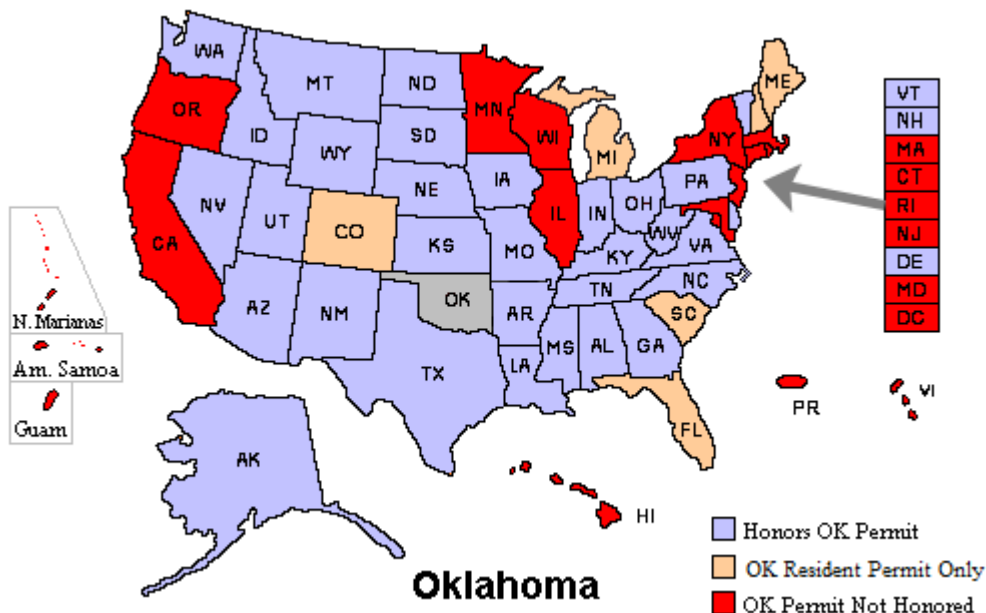 WA
MT
ND
MN
ME
OR
ID
SD
WI
NY
WY
MI
IA
PA
NE
NV
UT
IL
IN
OH
CO
WV
CA
KS
MO
KY
VA
NC
TN
OK
AZ
NM
AR
SC
MS
AL
GA
LA
TX
FL
AK
HI
VT
NH
MA
CT
RI
NJ
DE
MD
DC
N. Marianas
Am. Samoa
Guam
PR
VI
Honors OK Permit
OK Resident Permit Only
OK Permit Not Honored
Oklahoma